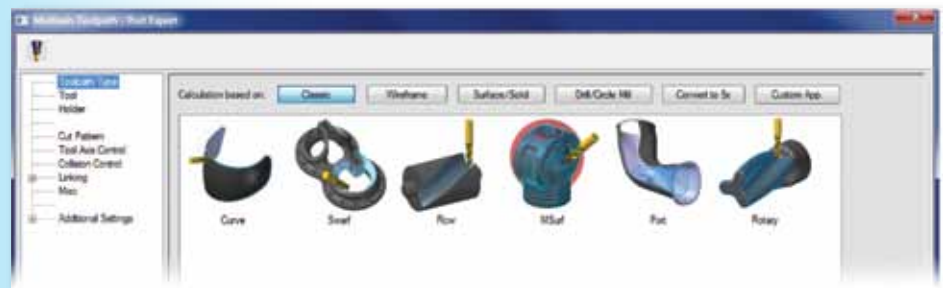 Multiaxis Toolpath - Port Expert
Toolpath Type
Tool
Holder
Cut Pattern
Tool Axis Control
Collision Control
Linking
Misc
Additional Settings
Calculation based on: Classic Wireframe Surface/Solid Drill/Circle Mill Convert to 5x Custom App
Curve Swarf Flow MSurf Port Rotary